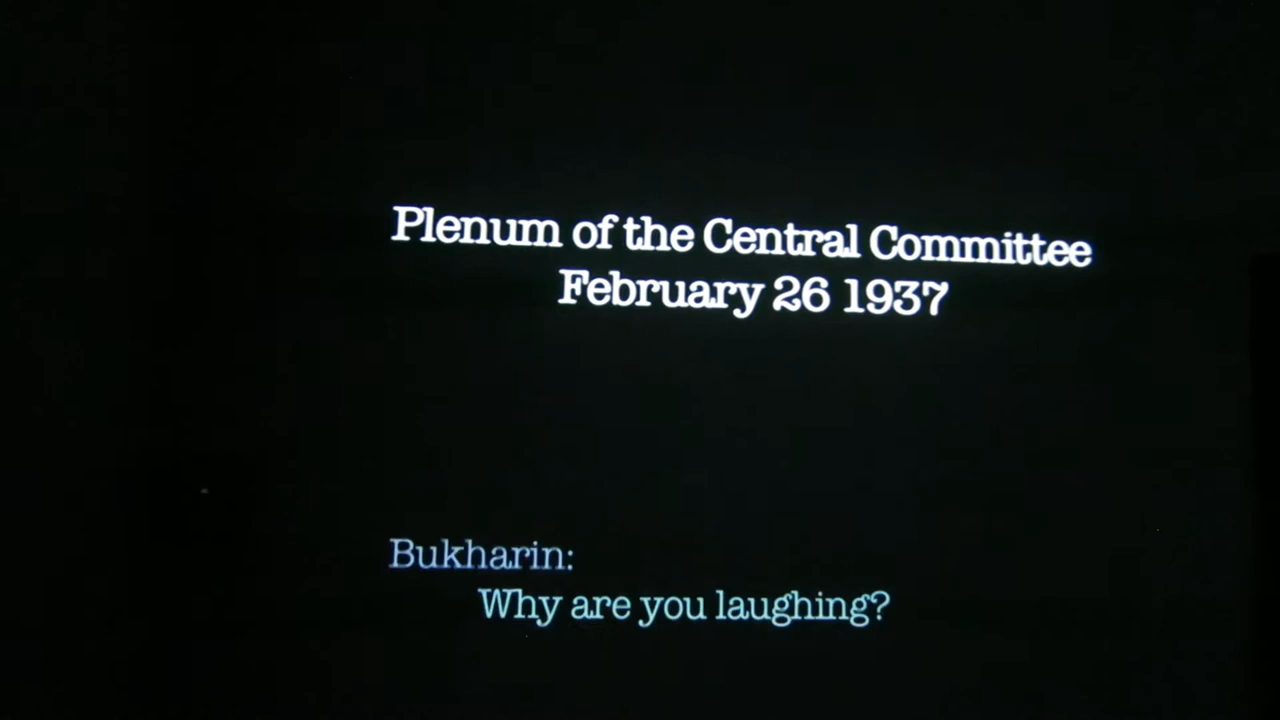 Plenum of the Central Committee
February 26 1937
Bukharin:
Why are you laughing?